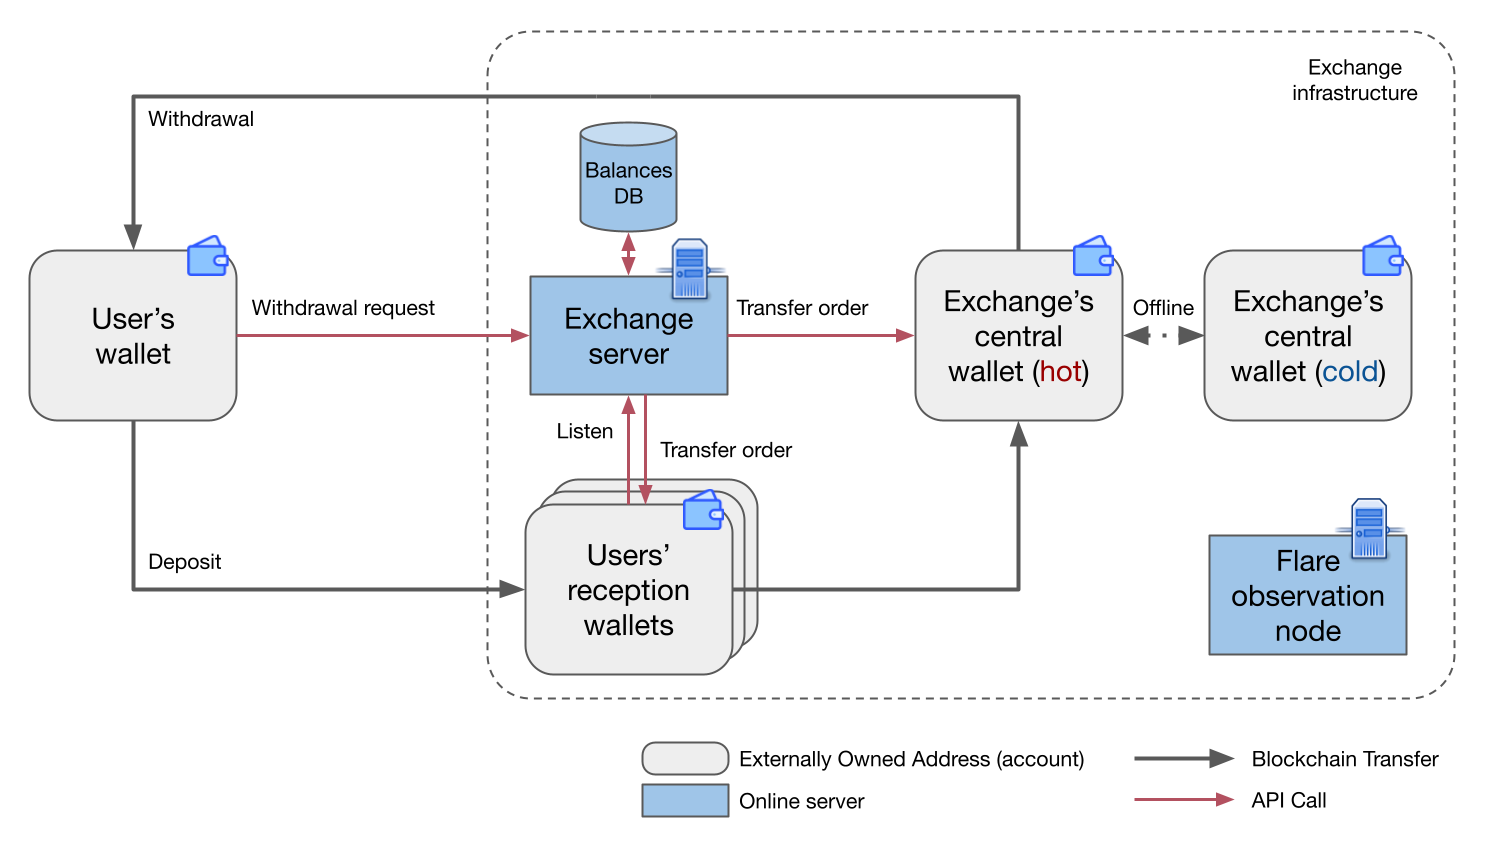 Exchange
infrastructure
Withdrawal
Balances
DB
User’s
wallet
Withdrawal request
Exchange
server
Transfer order
Exchange’s
central
wallet (hot)
Offline
Exchange’s
central
wallet (cold)
Listen
Transfer order
Deposit
Users’
reception
wallets
Flare
observation
node
Externally Owned Address (account)
Blockchain Transfer
Online server
API Call